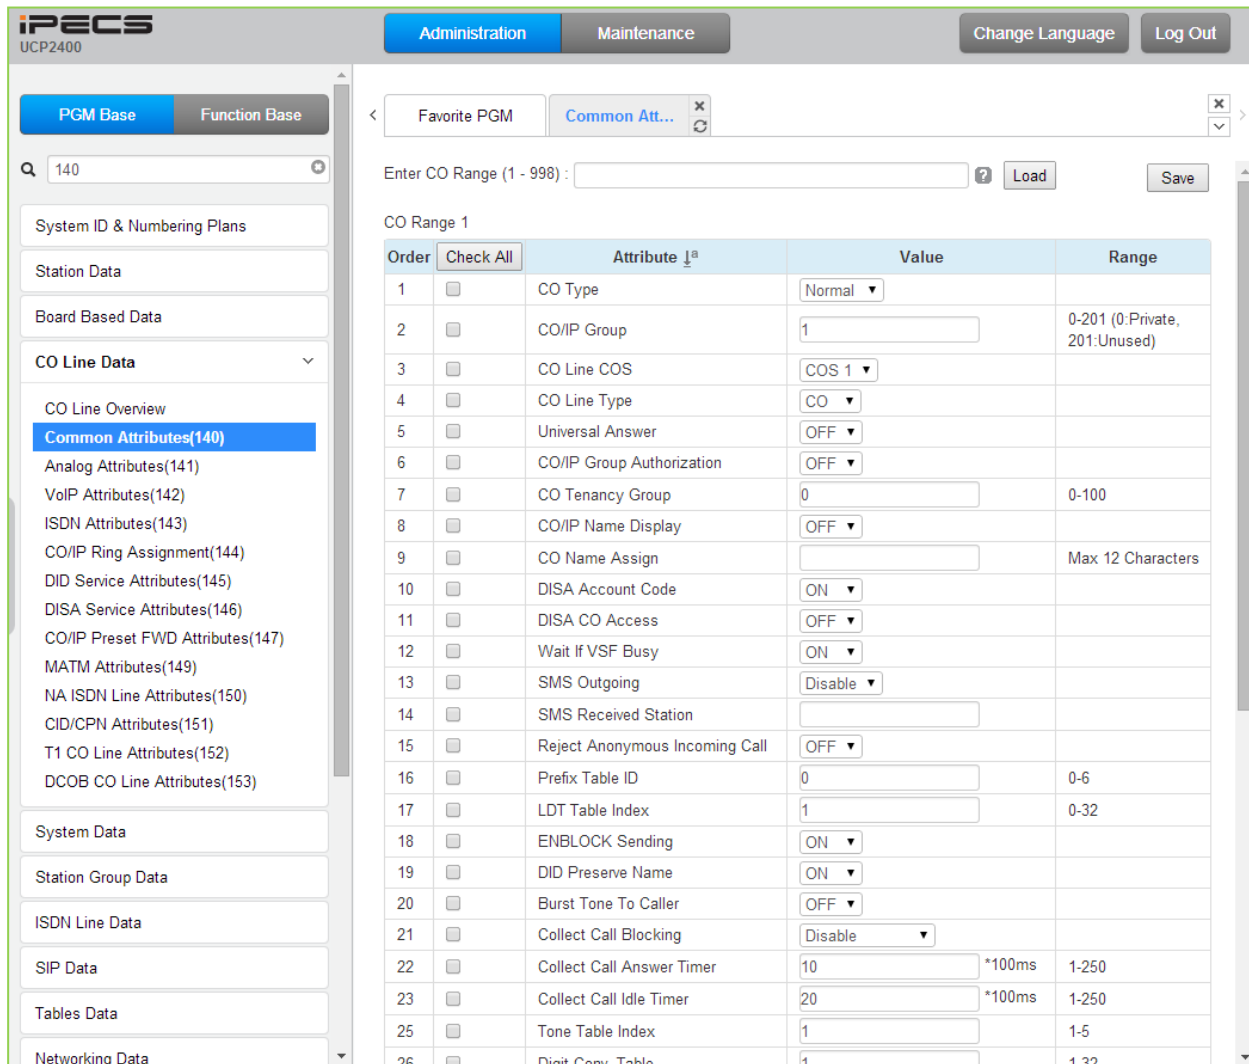 iPECS
UCP2400
Administration
Maintenance
Change Language
Log Out
PGM Base
Function Base
140
System ID & Numbering Plans
Station Data
Board Based Data
CO Line Data
CO Line Overview
Common Attributes(140)
Analog Attributes(141)
VoIP Attributes(142)
ISDN Attributes(143)
CO/IP Ring Assignment(144)
DID Service Attributes(145)
DISA Service Attributes(146)
CO/IP Preset FWD Attributes(147)
MATM Attributes(149)
NA ISDN Line Attributes(150)
CID/CPN Attributes(151)
T1 CO Line Attributes(152)
DCOB CO Line Attributes(153)
System Data
Station Group Data
ISDN Line Data
SIP Data
Tables Data
Networking Data
Favorite PGM
Common Att...
Enter CO Range (1 - 998) :
? Load
Save
CO Range 1
Order Check All Attribute Value Range
1 CO Type Normal
2 CO/IP Group 1 0-201 (0:Private,
201:Unused)
3 CO Line COS COS 1
4 CO Line Type CO
5 Universal Answer OFF
6 CO/IP Group Authorization OFF
7 CO Tenancy Group 0 0-100
8 CO/IP Name Display OFF
9 CO Name Assign Max 12 Characters
10 DISA Account Code ON
11 DISA CO Access OFF
12 Wait If VSF Busy ON
13 SMS Outgoing Disable
14 SMS Received Station
15 Reject Anonymous Incoming Call OFF
16 Prefix Table ID 0 0-6
17 LDT Table Index 1 0-32
18 ENBLOCK Sending ON
19 DID Preserve Name ON
20 Burst Tone To Caller OFF
21 Collect Call Blocking Disable
22 Collect Call Answer Timer 10 *100ms 1-250
23 Collect Call Idle Timer 20 *100ms 1-250
25 Tone Table Index 1 1-5
26 Digit Conv. Table 1 1-32